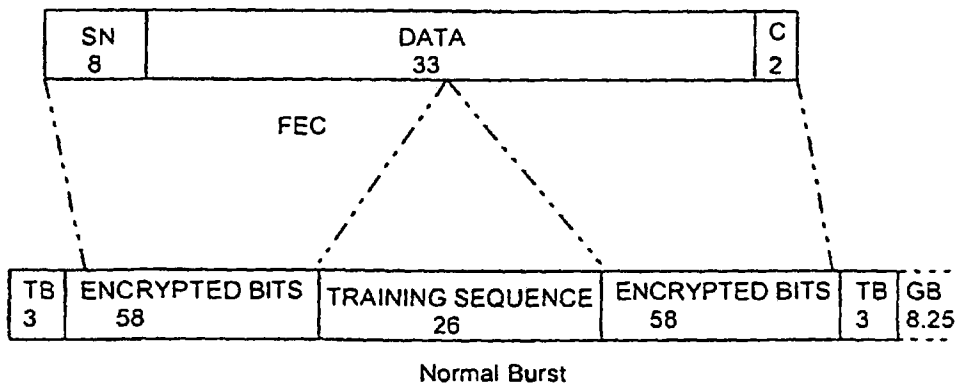 SN DATA C
8 33 2
FEC
TB ENCRYPTED BITS TRAINING SEQUENCE ENCRYPTED BITS TB GB
3 58 26 58 3 8.25
Normal Burst